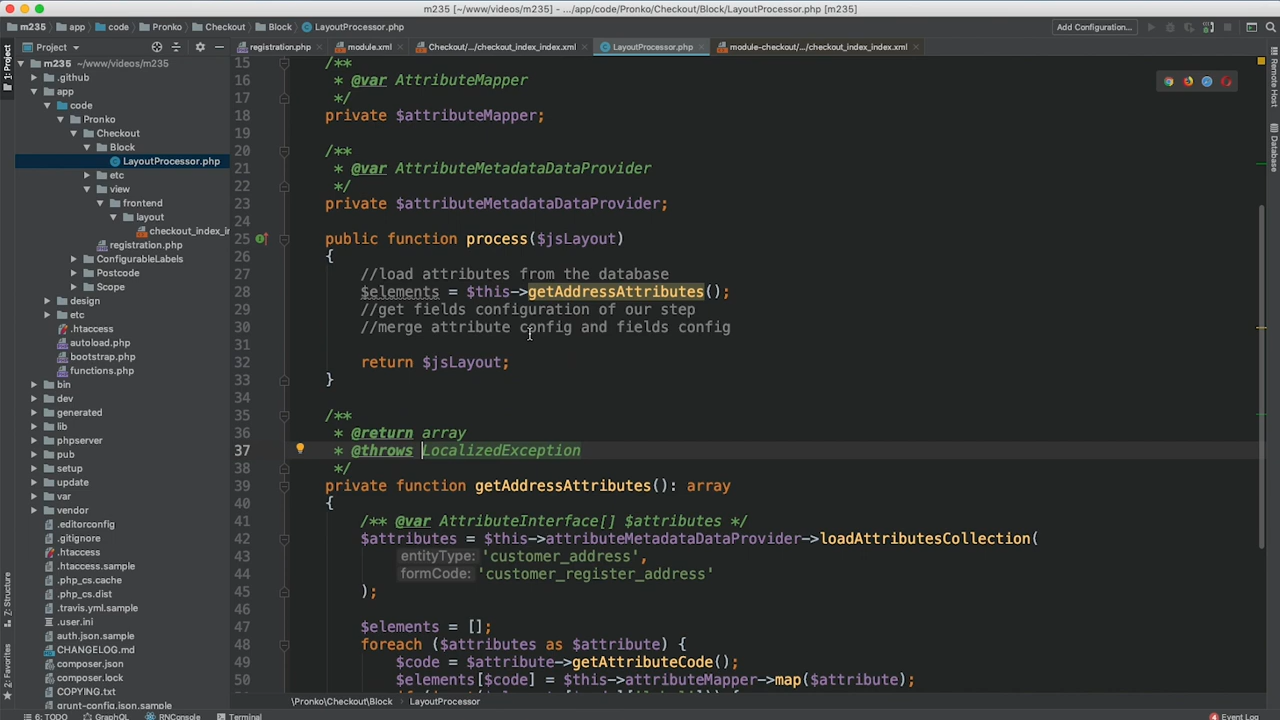 m235 [~/www/videos/m235] - .../app/code/Pronko/Checkout/Block/LayoutProcessor.php [m235]
m235 app code Pronko Checkout Block LayoutProcessor.php Add Configuration...
Project registration.php module.xml Checkout/.../checkout_index_index.xml LayoutProcessor.php module-checkout/.../checkout_index_index.xml
1: Project
Z: Structure
2: Favorites
Remote Host
Database
m235 ~/www/videos/m235
.github
app
code
Pronko
Checkout
Block
LayoutProcessor.php
etc
view
frontend
layout
checkout_index_ir
registration.php
ConfigurableLabels
Postcode
Scope
design
etc
.htaccess
autoload.php
bootstrap.php
functions.php
bin
dev
generated
lib
phpserver
pub
setup
update
var
vendor
.editorconfig
.gitignore
.htaccess
.htaccess.sample
.php_cs.cache
.php_cs.dist
.travis.yml.sample
.user.ini
auth.json.sample
CHANGELOG.md
composer.json
composer.lock
COPYING.txt
grunt-config.json.sample
15 /**
16 * @var AttributeMapper
17 */
18 private $attributeMapper;
19
20 /**
21 * @var AttributeMetadataDataProvider
22 */
23 private $attributeMetadataDataProvider;
24
25 public function process($jsLayout)
26 {
27 //load attributes from the database
28 $elements = $this->getAddressAttributes();
29 //get fields configuration of our step
30 //merge attribute config and fields config
31
32 return $jsLayout;
33 }
34
35 /**
36 * @return array
37 * @throws LocalizedException
38 */
39 private function getAddressAttributes(): array
40 {
41 /** @var AttributeInterface[] $attributes */
42 $attributes = $this->attributeMetadataDataProvider->loadAttributesCollection(
43 entityType: 'customer_address',
44 formCode: 'customer_register_address'
45 );
46
47 $elements = [];
48 foreach ($attributes as $attribute) {
49 $code = $attribute->getAttributeCode();
50 $elements[$code] = $this->attributeMapper->map($attribute);
\Pronko\Checkout\Block LayoutProcessor
6: TODO GraphQL RNConsole Terminal Event Log